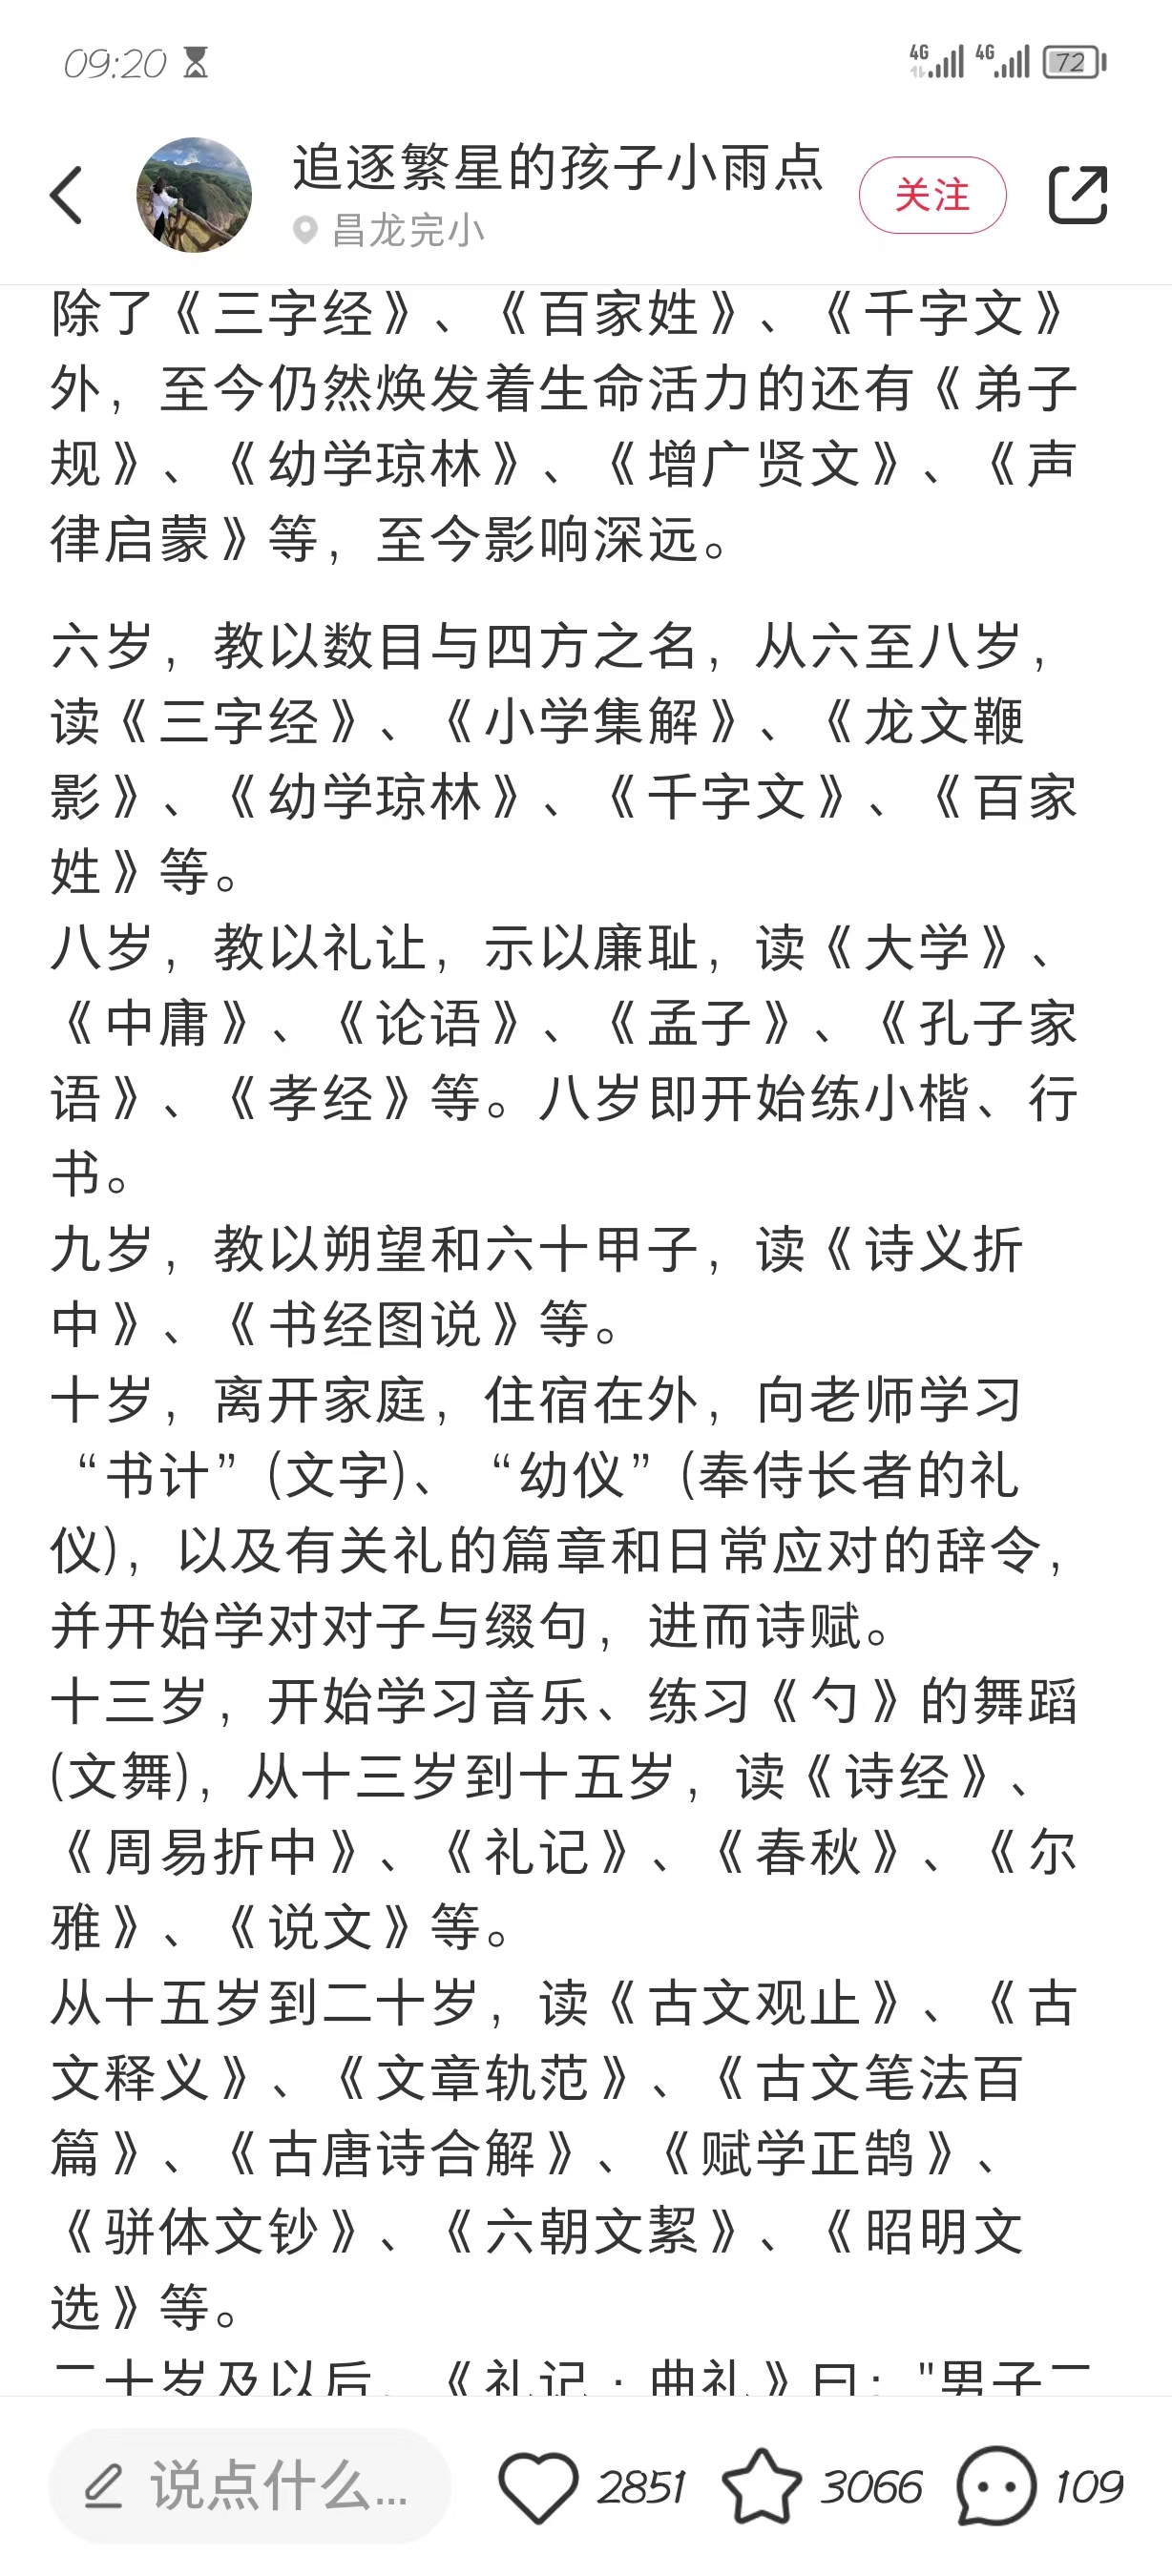 09:20
4G 4G 72
追逐繁星的孩子小雨点
昌龙完小
关注
除了《三字经》、《百家姓》、《千字文》
外，至今仍然焕发着生命活力的还有《弟子
规》、《幼学琼林》、《增广贤文》、《声
律启蒙》等，至今影响深远。
六岁，教以数目与四方之名，从六至八岁，
读《三字经》、《小学集解》、《龙文鞭
影》、《幼学琼林》、《千字文》、《百家
姓》等。
八岁，教以礼让，示以廉耻，读《大学》、
《中庸》、《论语》、《孟子》、《孔子家
语》、《孝经》等。八岁即开始练小楷、行
书。
九岁，教以朔望和六十甲子，读《诗义折
中》、《书经图说》等。
十岁，离开家庭，住宿在外，向老师学习
“书计”(文字)、“幼仪”(奉侍长者的礼
仪)，以及有关礼的篇章和日常应对的辞令，
并开始学对对子与缀句，进而诗赋。
十三岁，开始学习音乐、练习《勺》的舞蹈
(文舞)，从十三岁到十五岁，读《诗经》、
《周易折中》、《礼记》、《春秋》、《尔
雅》、《说文》等。
从十五岁到二十岁，读《古文观止》、《古
文释义》、《文章轨范》、《古文笔法百
篇》、《古唐诗合解》、《赋学正鹄》、
《骈体文钞》、《六朝文絜》、《昭明文
选》等。
二十岁及以后，《礼记·曲礼》曰："男子二
说点什么...
2851
3066
109